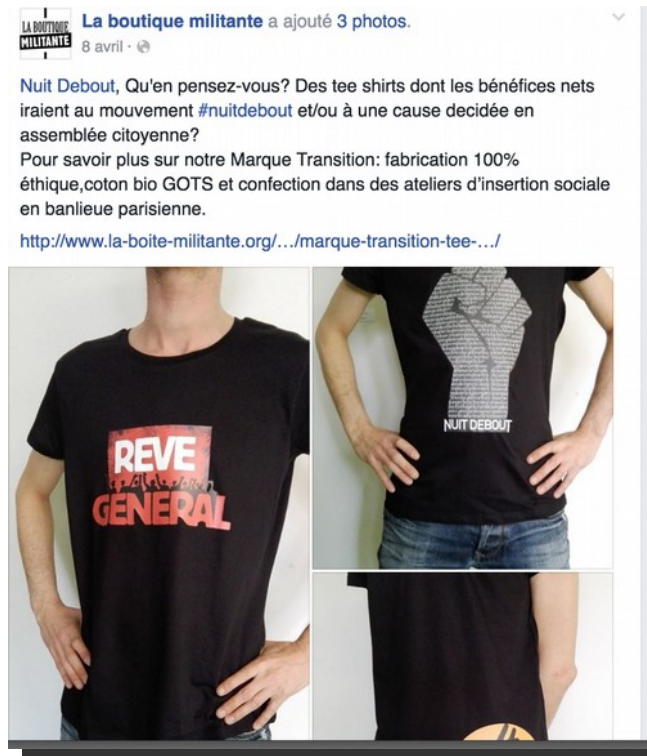 LA BOUTIQUE
MILITANTE
La boutique militante a ajouté 3 photos.
8 avril ·
Nuit Debout, Qu'en pensez-vous? Des tee shirts dont les bénéfices nets
iraient au mouvement #nuitdebout et/ou à une cause decidée en
assemblée citoyenne?
Pour savoir plus sur notre Marque Transition: fabrication 100%
éthique,coton bio GOTS et confection dans des ateliers d'insertion sociale
en banlieue parisienne.
http://www.la-boite-militante.org/.../marque-transition-tee-.../
REVE
GENERAL
NUIT DEBOUT